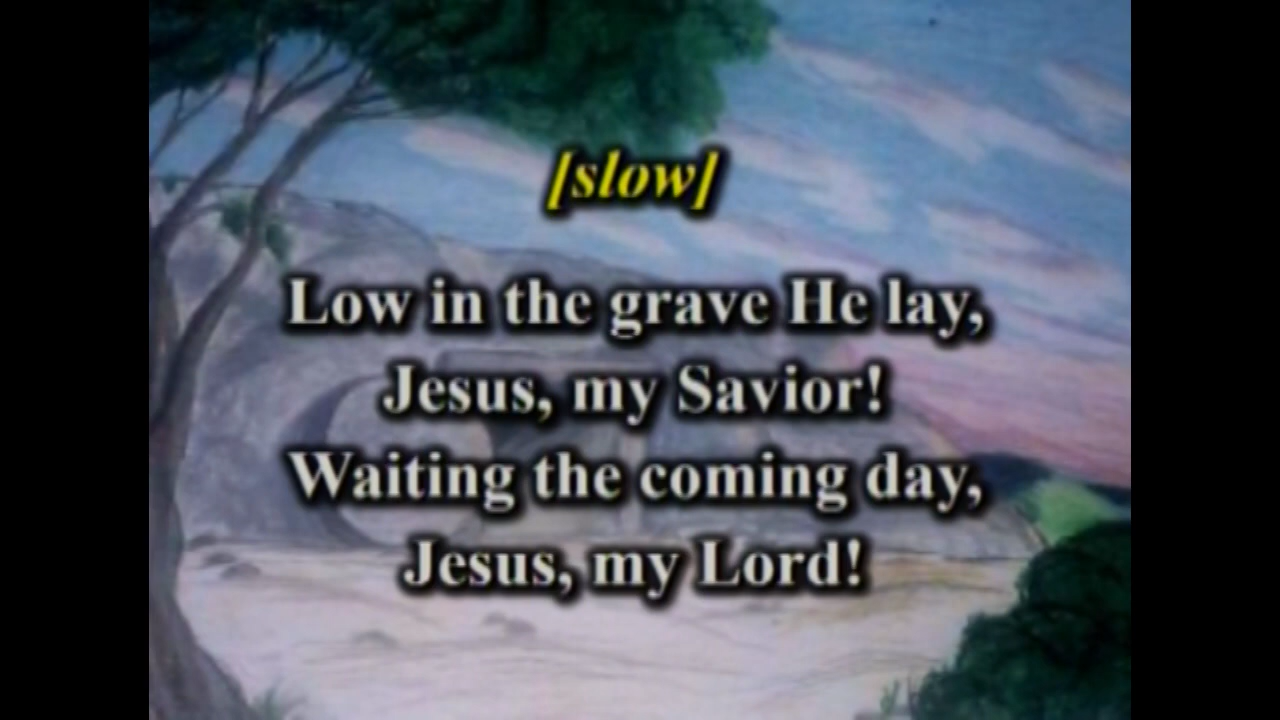 [slow]
Low in the grave He lay,
Jesus, my Savior!
Waiting the coming day,
Jesus, my Lord!